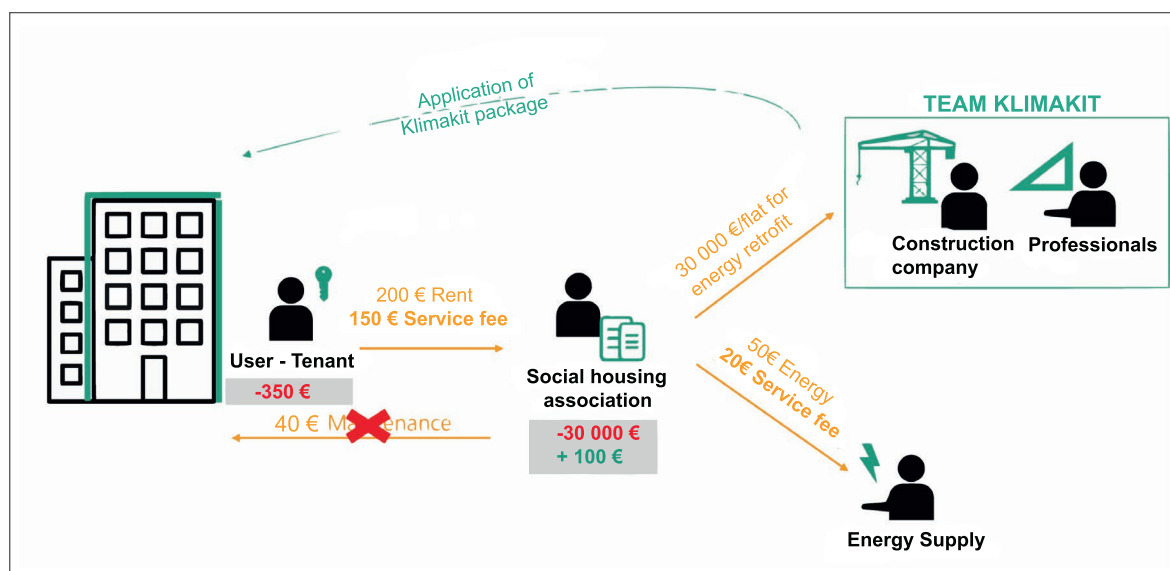 Application of
Klimakit package
TEAM KLIMAKIT
Construction
company
Professionals
30 000 €/flat for
energy retrofit
200 € Rent
150 € Service fee
User - Tenant
-350 €
Social housing
association
-30 000 €
+ 100 €
40 € Maintenance
50€ Energy
20€ Service fee
Energy Supply